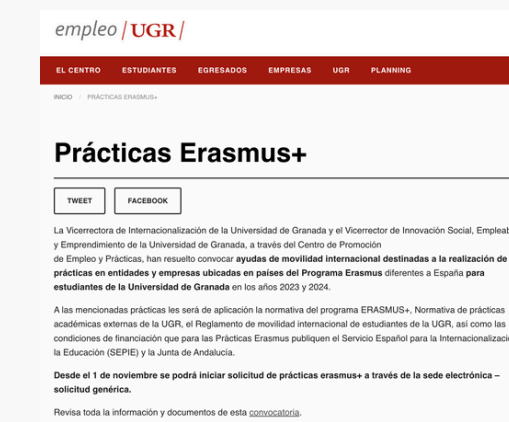 empleo | UGR |
EL CENTRO ESTUDIANTES EGRESADOS EMPRESAS UGR PLANNING
INICIO / PRÁCTICAS ERASMUS+
Prácticas Erasmus+
TWEET FACEBOOK
La Vicerrectora de Internacionalización de la Universidad de Granada y el Vicerrector de Innovación Social,
y Emprendimiento de la Universidad de Granada, a través del Centro de Promoción
de Empleo y Prácticas, han resuelto convocar ayudas de movilidad internacional destinadas a la realización de
prácticas en entidades y empresas ubicadas en países del Programa Erasmus diferentes a España para
estudiantes de la Universidad de Granada en los años 2023 y 2024.
A las mencionadas prácticas les será de aplicación la normativa del programa ERASMUS+, Normativa de prácticas
académicas externas de la UGR, el Reglamento de movilidad internacional de estudiantes de la UGR, así como las
condiciones de financiación que para las Prácticas Erasmus publiquen el Servicio Español para la
la Educación (SEPIE) y la Junta de Andalucía.
Desde el 1 de noviembre se podrá iniciar solicitud de prácticas erasmus+ a través de la sede electrónica –
solicitud genérica.
Revisa toda la información y documentos de esta convocatoria.